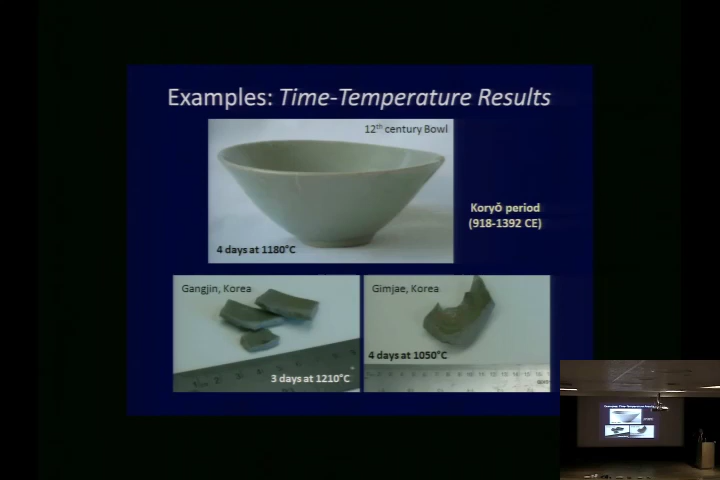 Examples: Time-Temperature Results
12th century Bowl
Koryŏ period
(918-1392 CE)
4 days at 1180°C
Gangjin, Korea
Gimjae, Korea
4 days at 1050°C
3 days at 1210°C